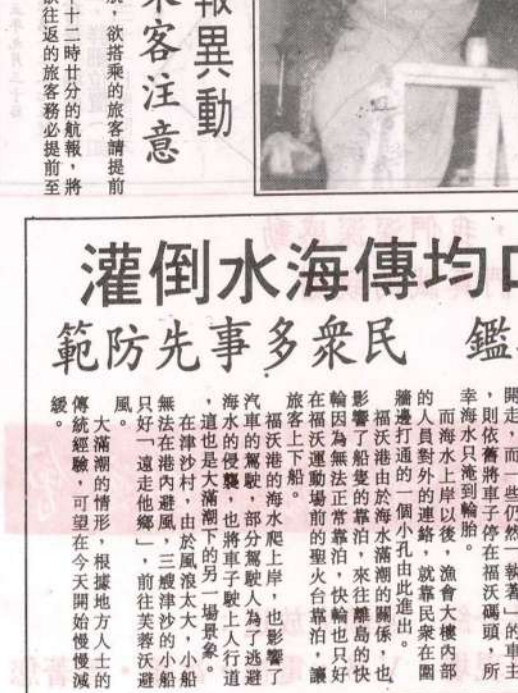 報異動
客注意
,欲搭乘的旅客請提前
十二時廿分的航報,將
往返的旅客務必提前至
口均傳海水倒灌
鑑 民眾多事先防範
開走,而一些仍然「執著」的車主
,則依舊將車子停在福沃碼頭,所
幸海水只淹到輪胎。
而海水上岸以後,漁會大樓內部
的人員對外的連絡,就靠民眾在圍
牆邊打通的一個小孔由此進出。
福沃港由於海水滿潮的關係,也
影響了船隻的靠泊,來往離島的快
輪因為無法正常靠泊,快輪也只好
在福沃運動場前的聖火台靠泊,讓
旅客上下船。
福沃港的海水爬上岸,也影響了
汽車的駕駛,部分駕駛人為了逃避
海水的侵襲,也將車子駛上人行道
,這也是大滿潮下的另一場景象。
在津沙村,由於風浪太大,小船
無法在港內避風,三艘津沙的小船
只好「遠走他鄉」,前往芙蓉沃避
風。
大滿潮的情形,根據地方人士的
傳統經驗,可望在今天開始慢慢減
緩。